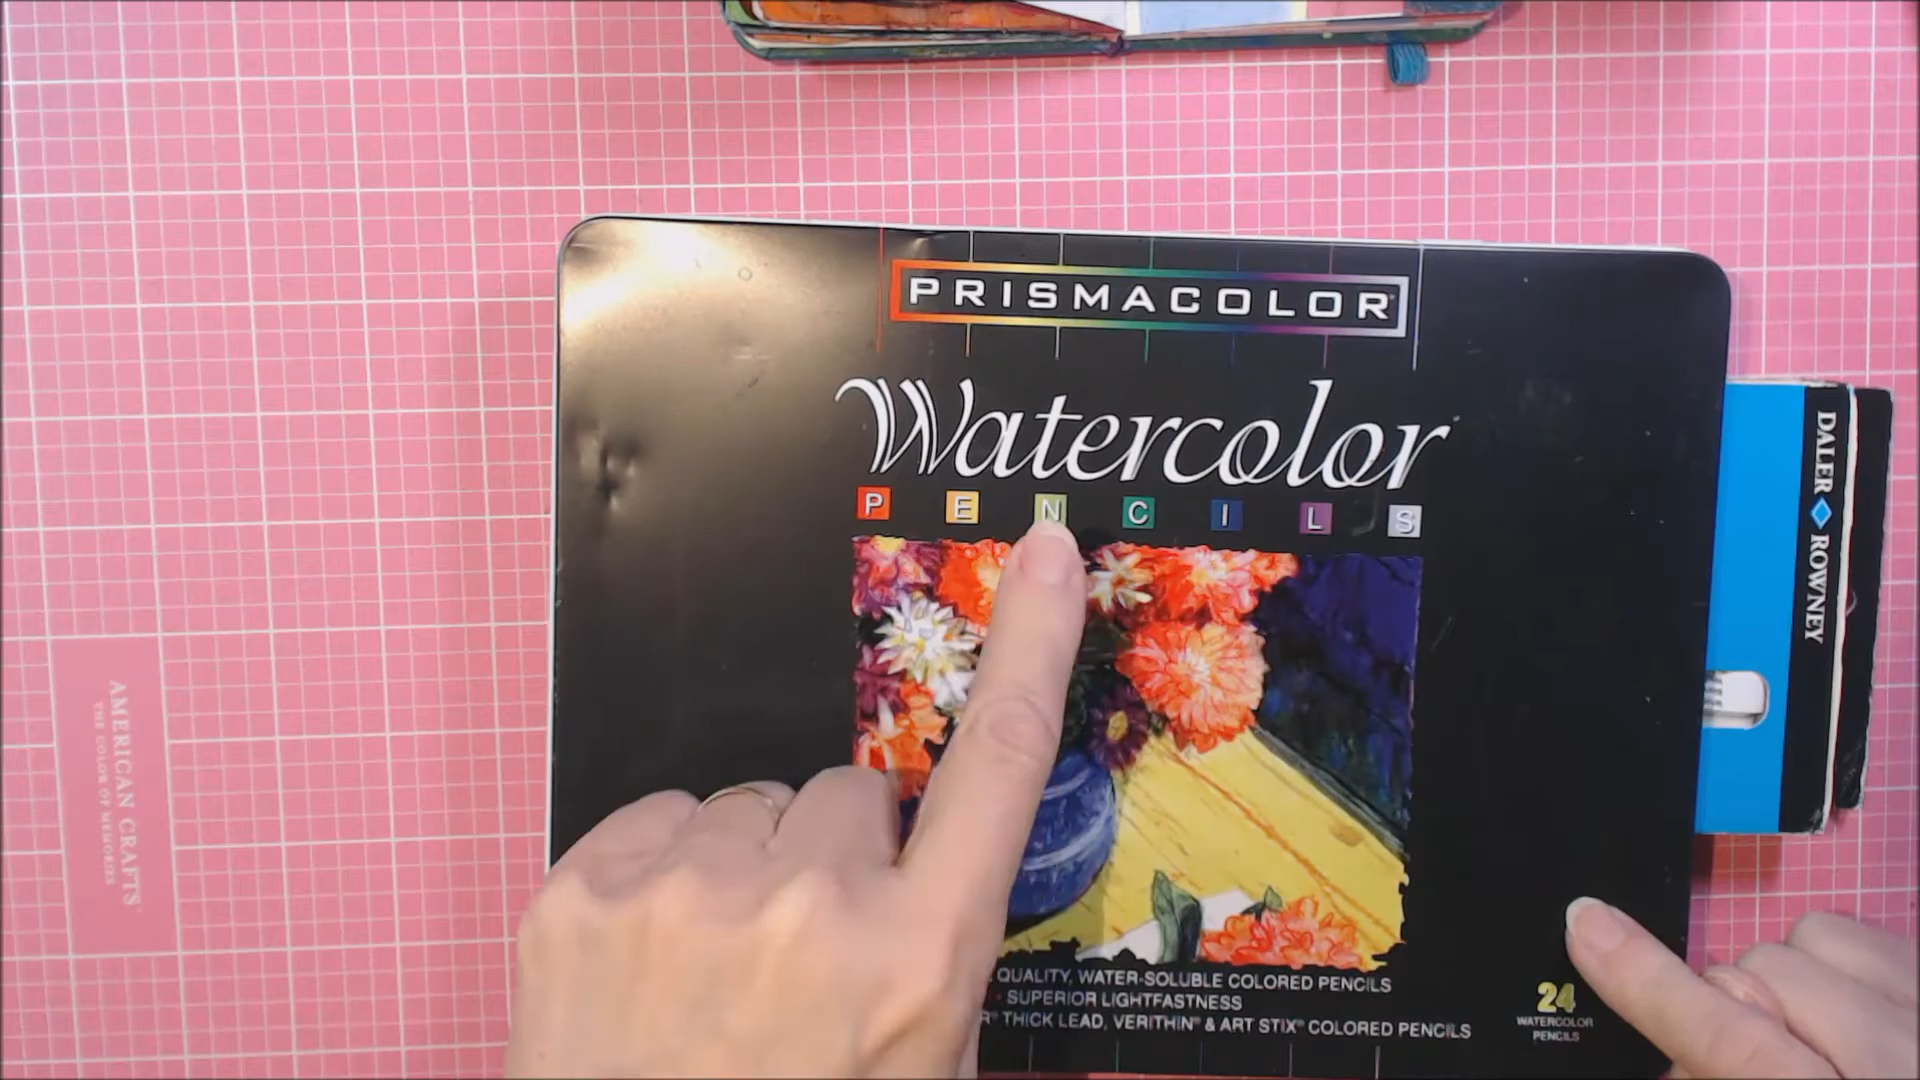 PRISMACOLOR
Watercolor
PENCILS
QUALITY, WATER-SOLUBLE COLORED PENCILS
· SUPERIOR LIGHTFASTNESS
THICK LEAD, VERITHIN® & ART STIX® COLORED PENCILS
24
WATERCOLOR
PENCILS
DALER ROWNEY
AMERICAN CRAFTS
THE COLOR OF MEMORIES